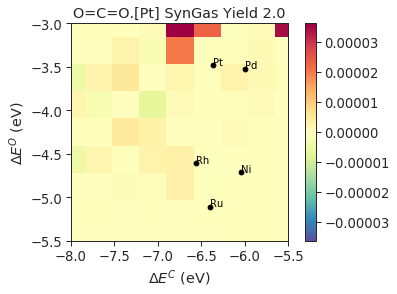 O=C=O.[Pt] SynGas Yield 2.0
−3.0
−3.5
−4.0
−4.5
−5.0
−5.5
ΔE^O (eV)
Pt
Pd
Rh
Ni
Ru
−8.0 −7.5 −7.0 −6.5 −6.0 −5.5
ΔE^C (eV)
0.00003
0.00002
0.00001
0.00000
−0.00001
−0.00002
−0.00003